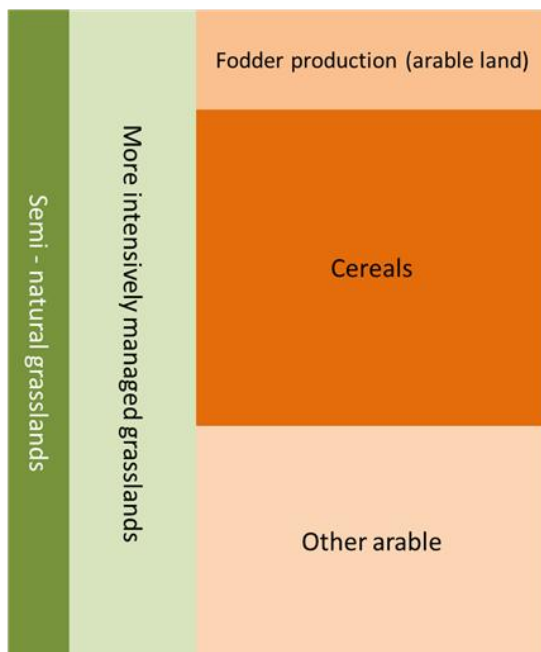 Semi - natural grasslands
More intensively managed grasslands
Fodder production (arable land)
Cereals
Other arable